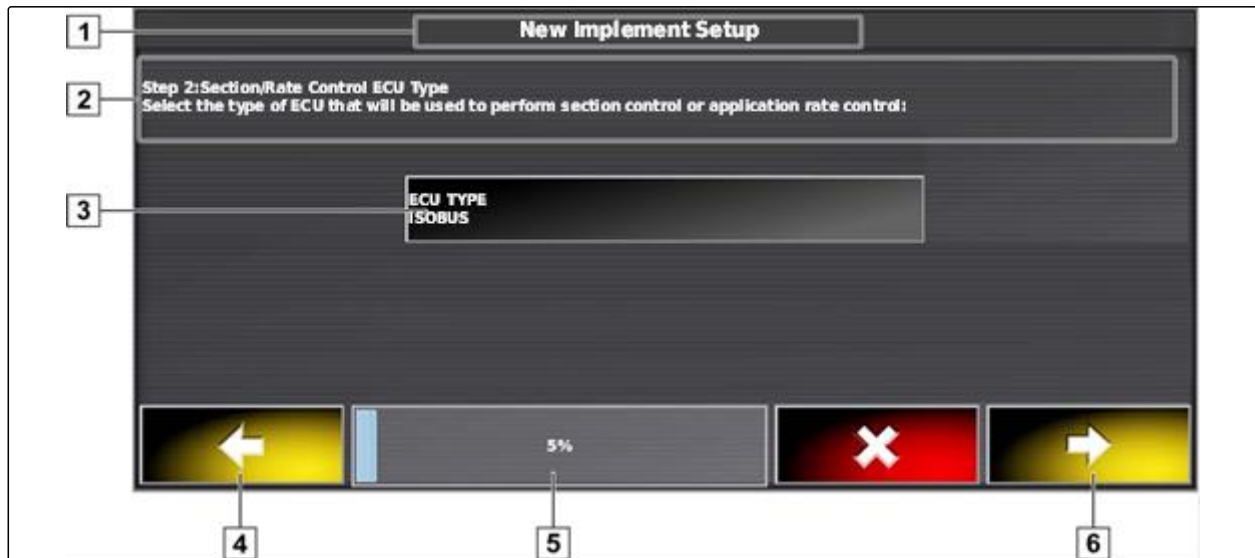 1
New Implement Setup
2
Step 2:Section/Rate Control ECU Type
Select the type of ECU that will be used to perform section control or application rate control:
3
ECU TYPE
ISOBUS
5%
4
5
6